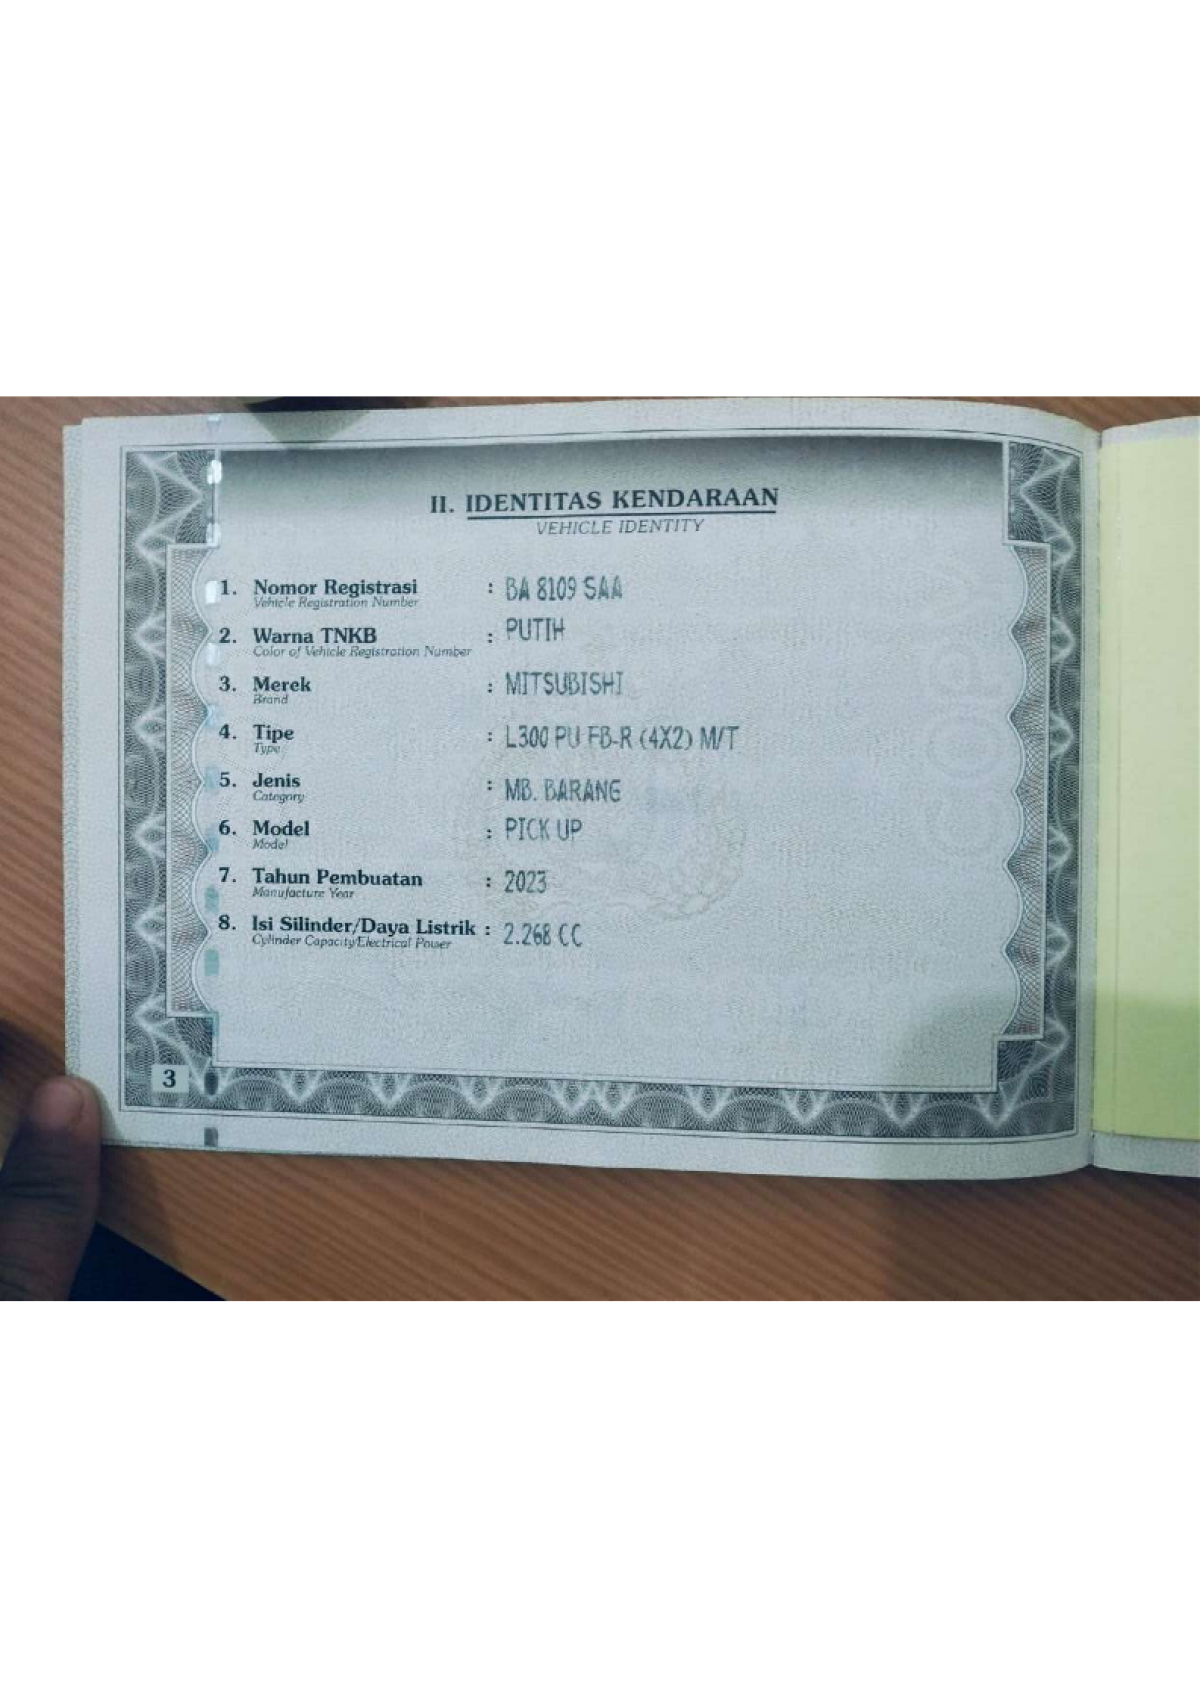 II. IDENTITAS KENDARAAN
VEHICLE IDENTITY
1. Nomor Registrasi : BA 8109 SAA
Vehicle Registration Number
2. Warna TNKB : PUTIH
Color of Vehicle Registration Number
3. Merek : MITSUBISHI
Brand
4. Tipe : L300 PU FB-R (4X2) M/T
Type
5. Jenis : MB. BARANG
Category
6. Model : PICK UP
Model
7. Tahun Pembuatan : 2023
Manufacture Year
8. Isi Silinder/Daya Listrik : 2.268 CC
Cylinder Capacity/Electrical Power
3